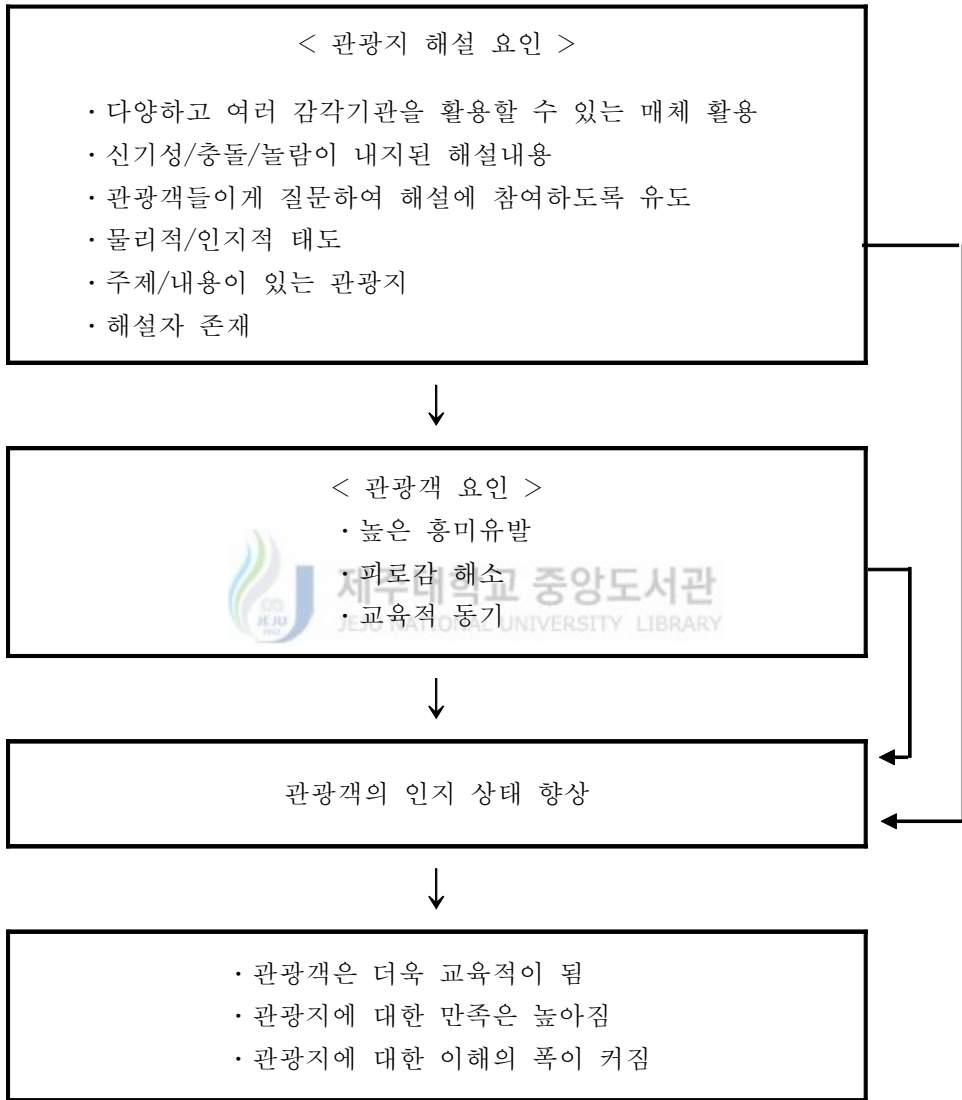 < 관광지 해설 요인 >
· 다양하고 여러 감각기관을 활용할 수 있는 매체 활용
· 신기성/충돌/놀람이 내지된 해설내용
· 관광객들이게 질문하여 해설에 참여하도록 유도
· 물리적/인지적 태도
· 주제/내용이 있는 관광지
· 해설자 존재
↓
< 관광객 요인 >
· 높은 흥미유발
· 피로감 해소
· 교육적 동기
제주대학교 중앙도서관
JEJU NATIONAL UNIVERSITY LIBRARY
JEJU
1952
↓
관광객의 인지 상태 향상
↓
· 관광객은 더욱 교육적이 됨
· 관광지에 대한 만족은 높아짐
· 관광지에 대한 이해의 폭이 커짐